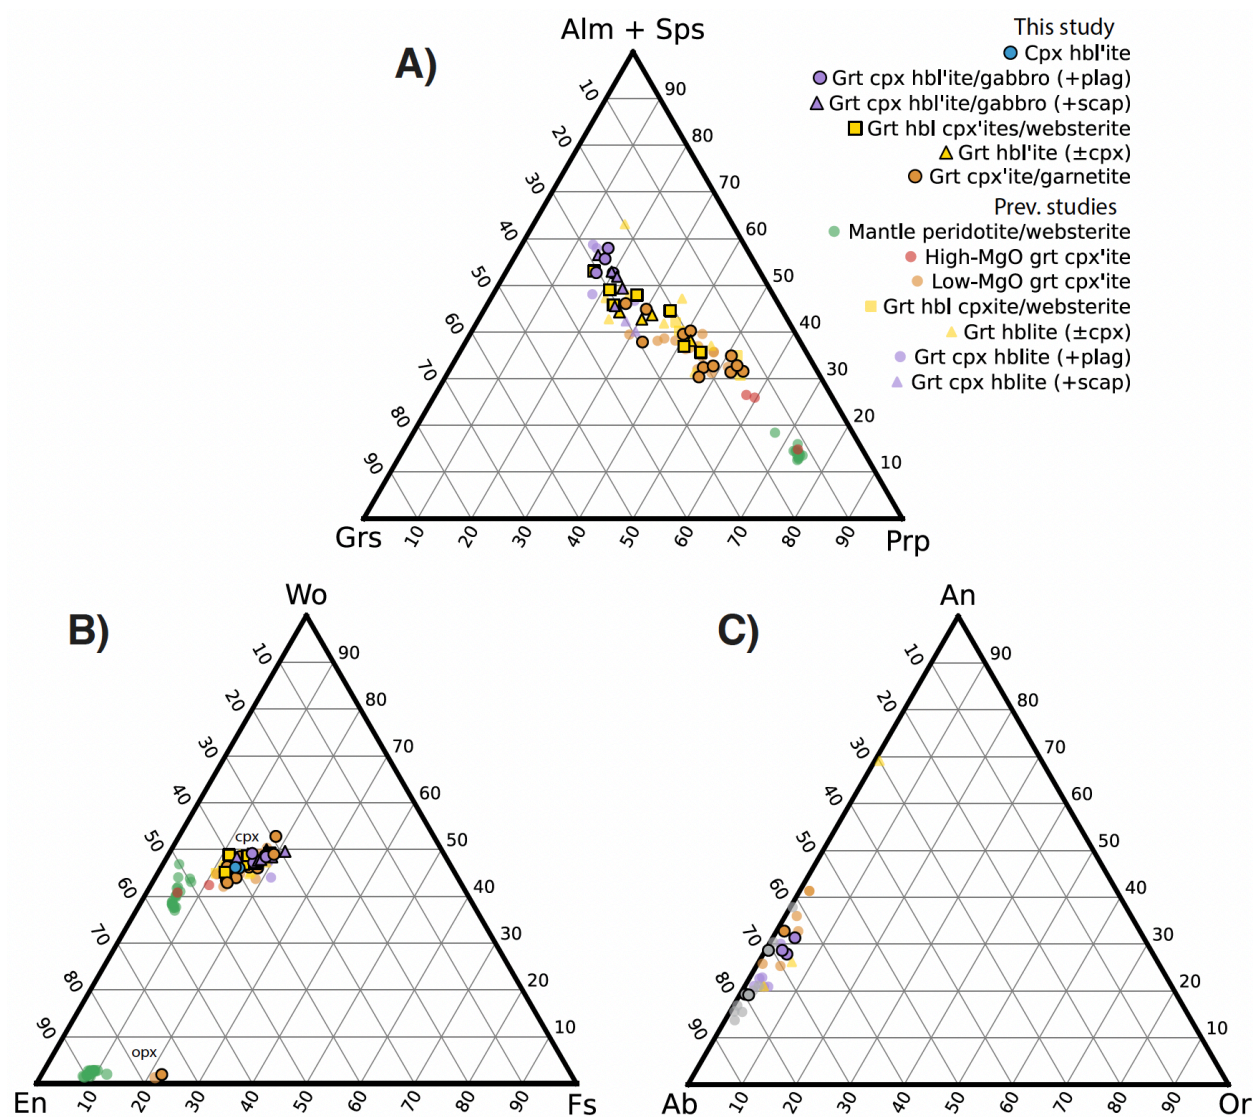 A)
Alm + Sps
This study
Cpx hbl'ite
Grt cpx hbl'ite/gabbro (+plag)
Grt cpx hbl'ite/gabbro (+scap)
Grt hbl cpx'ites/websterite
Grt hbl'ite (±cpx)
Grt cpx'ite/garnetite
Prev. studies
Mantle peridotite/websterite
High-MgO grt cpx'ite
Low-MgO grt cpx'ite
Grt hbl cpxite/websterite
Grt hblite (±cpx)
Grt cpx hblite (+plag)
Grt cpx hblite (+scap)
10 90
20 80
30 70
40 60
50 50
60 40
70 30
80 20
90 10
Grs 10 20 30 40 50 60 70 80 90 Prp
B)
Wo
10 90
20 80
30 70
40 60
cpx
50 50
60 40
70 30
80 20
90 10
opx
En 10 20 30 40 50 60 70 80 90 Fs
C)
An
10 90
20 80
30 70
40 60
50
60 40
70 30
80 20
90 10
Ab 10 20 30 40 50 60 70 80 90 Or